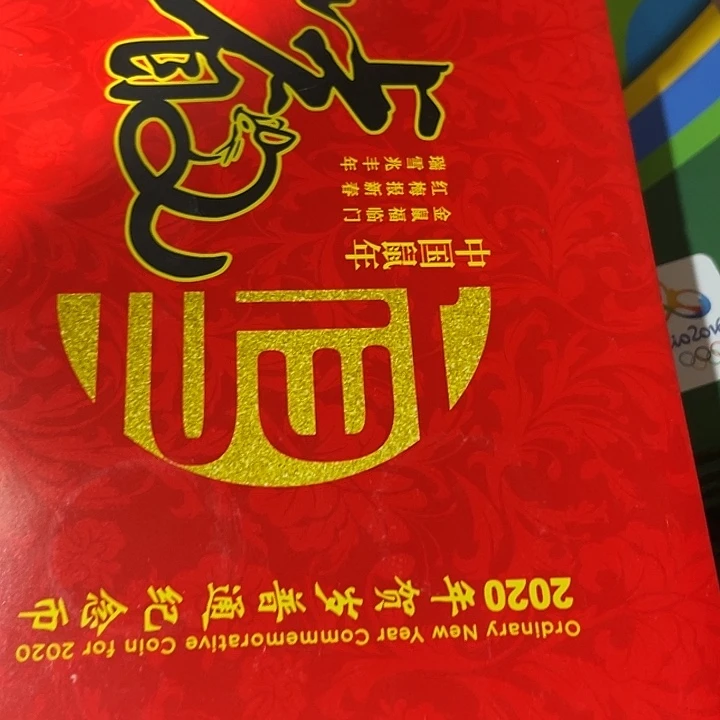 Ordinary New Year Commemorative Coin for 2020
2020年贺岁普通纪念币
中国鼠年
金鼠福临门
红梅报新春
瑞雪兆丰年